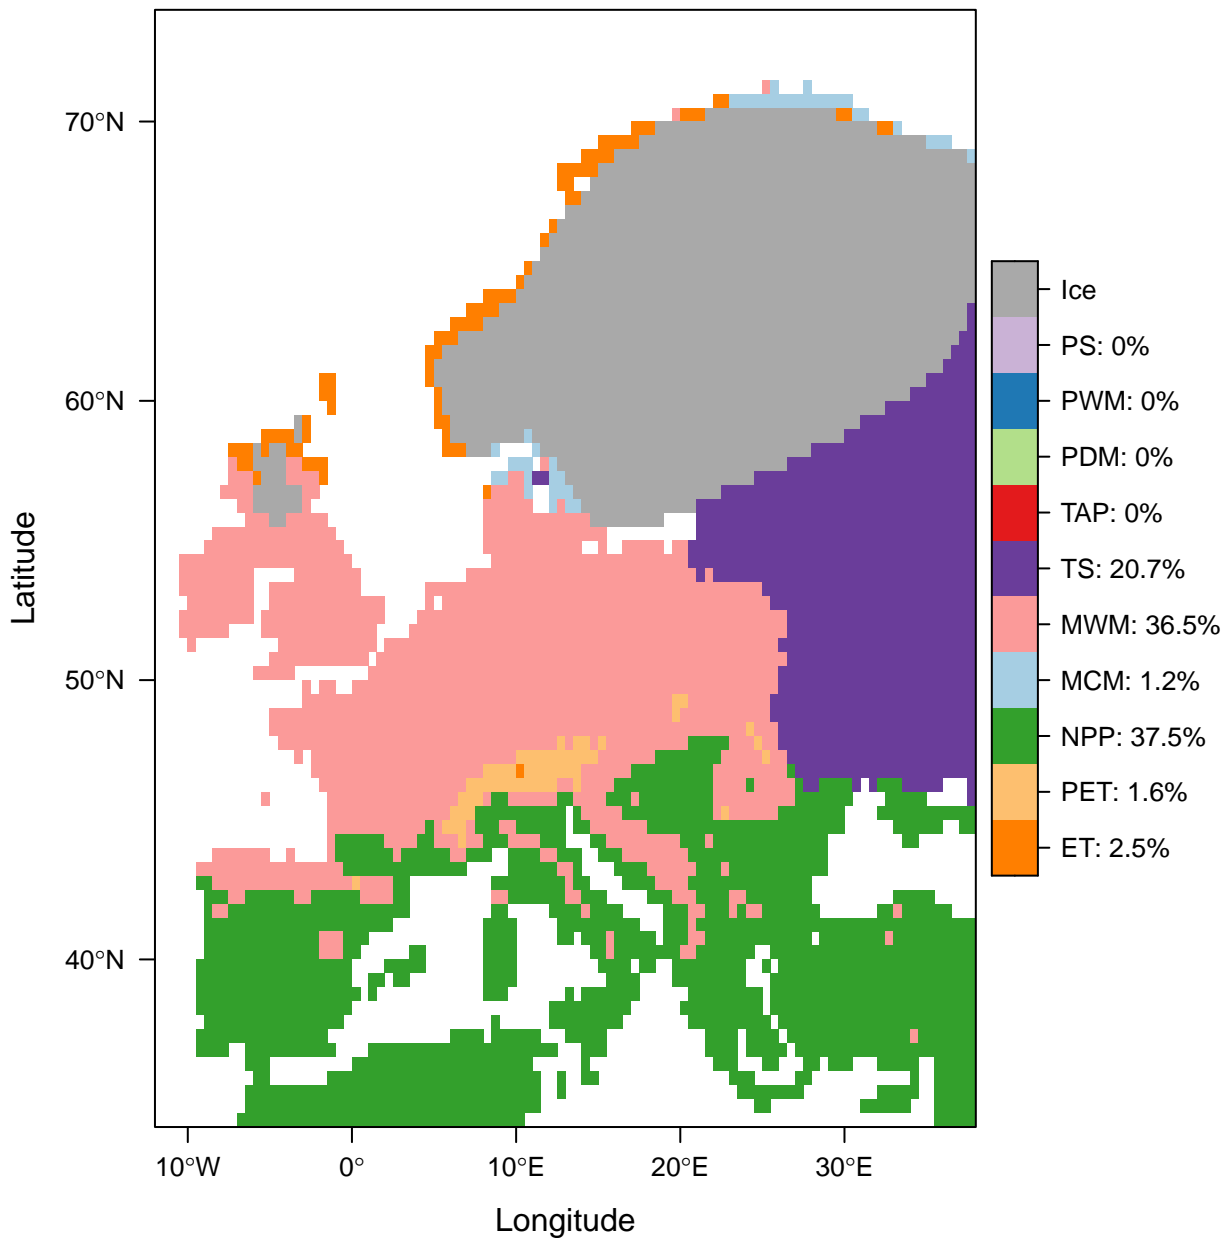 70°N
60°N
50°N
40°N
Latitude
10°W
0°
10°E
20°E
30°E
Longitude
Ice
PS: 0%
PWM: 0%
PDM: 0%
TAP: 0%
TS: 20.7%
MWM: 36.5%
MCM: 1.2%
NPP: 37.5%
PET: 1.6%
ET: 2.5%